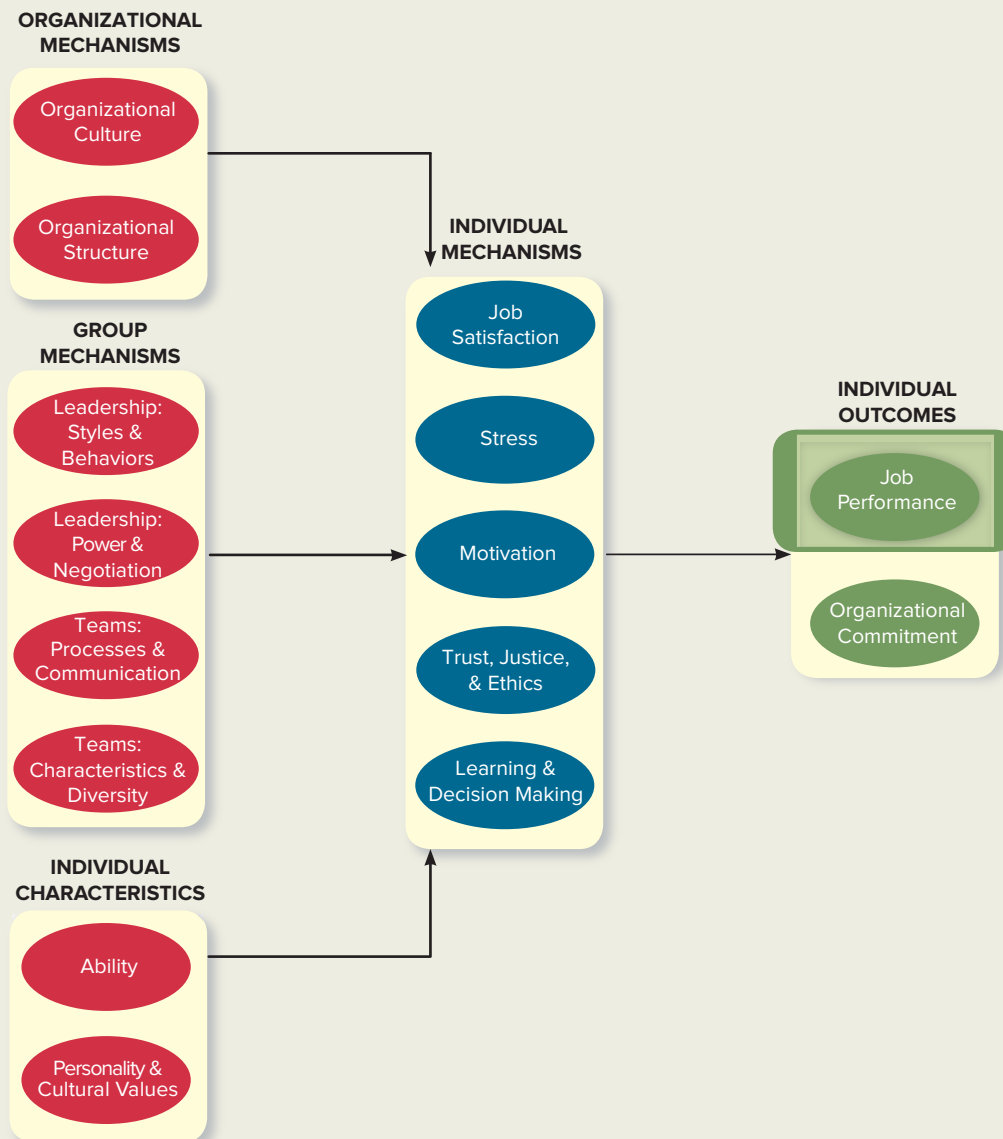 ORGANIZATIONAL
MECHANISMS
Organizational
Culture
Organizational
Structure
GROUP
MECHANISMS
Leadership:
Styles &
Behaviors
Leadership:
Power &
Negotiation
Teams:
Processes &
Communication
Teams:
Characteristics &
Diversity
INDIVIDUAL
CHARACTERISTICS
Ability
Personality &
Cultural Values
INDIVIDUAL
MECHANISMS
Job
Satisfaction
Stress
Motivation
Trust, Justice,
& Ethics
Learning &
Decision Making
INDIVIDUAL
OUTCOMES
Job
Performance
Organizational
Commitment